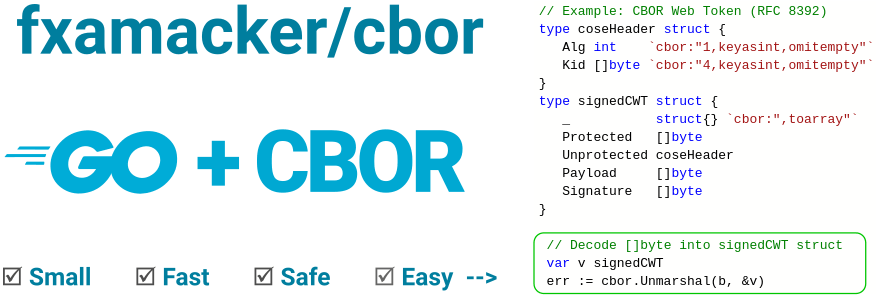 fxamacker/cbor
GO + CBOR
☑ Small ☑ Fast ☑ Safe ☑ Easy -->
// Example: CBOR Web Token (RFC 8392)
type coseHeader struct {
   Alg int    `cbor:"1,keyasint,omitempty"`
   Kid []byte `cbor:"4,keyasint,omitempty"`
}
type signedCWT struct {
   _           struct{} `cbor:",toarray"`
   Protected   []byte
   Unprotected coseHeader
   Payload     []byte
   Signature   []byte
}
// Decode []byte into signedCWT struct
var v signedCWT
err := cbor.Unmarshal(b, &v)